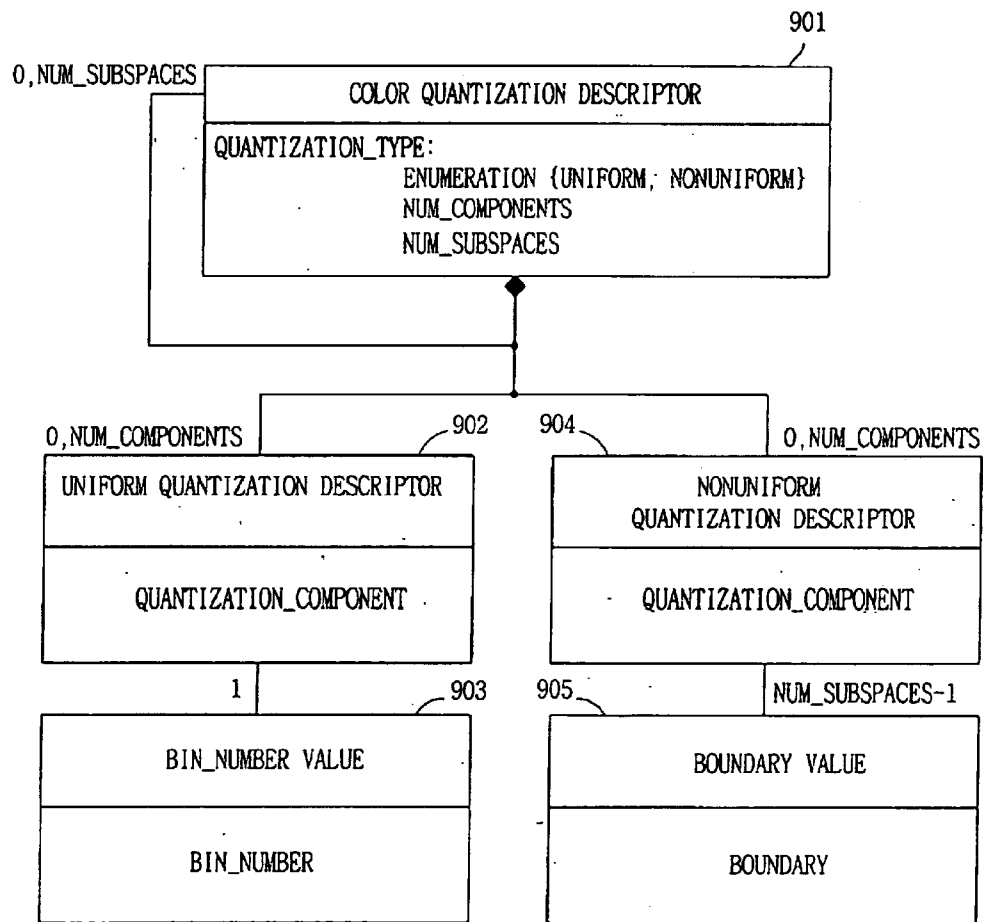 901
0,NUM_SUBSPACES
COLOR QUANTIZATION DESCRIPTOR
QUANTIZATION_TYPE:
ENUMERATION {UNIFORM, NONUNIFORM}
NUM_COMPONENTS
NUM_SUBSPACES
0,NUM_COMPONENTS
902
904
0,NUM_COMPONENTS
UNIFORM QUANTIZATION DESCRIPTOR
QUANTIZATION_COMPONENT
NONUNIFORM
QUANTIZATION DESCRIPTOR
QUANTIZATION_COMPONENT
1
903
905
NUM_SUBSPACES-1
BIN_NUMBER VALUE
BIN_NUMBER
BOUNDARY VALUE
BOUNDARY